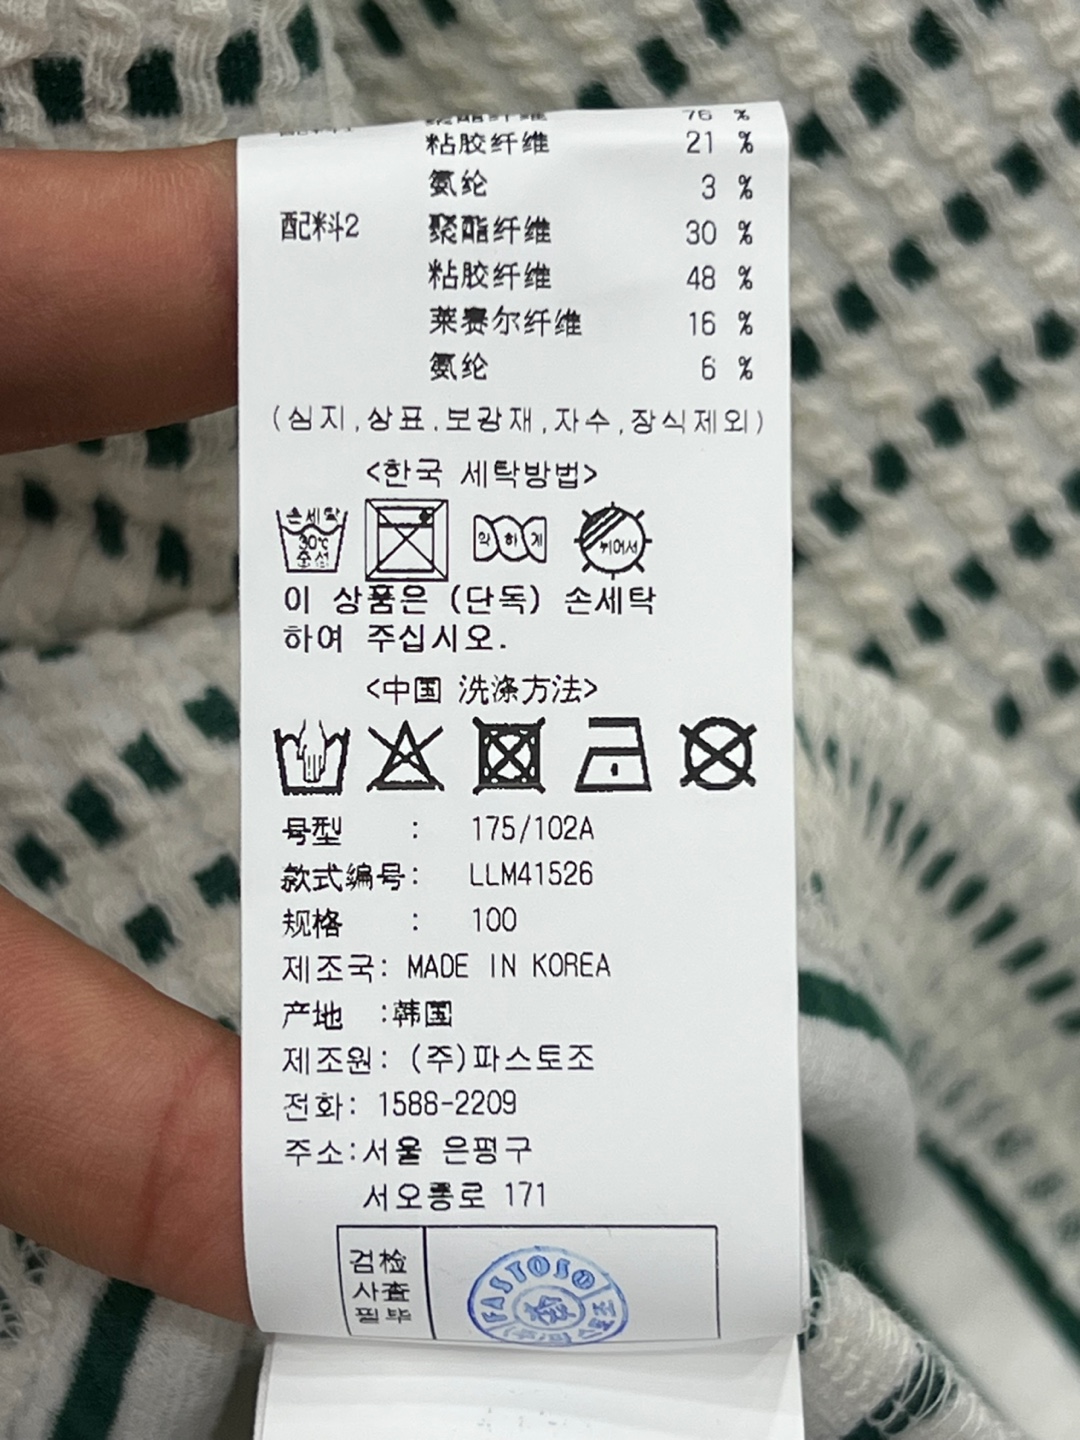 聚酯纤维 76 %
粘胶纤维 21 %
氨纶 3 %
配料2 聚酯纤维 30 %
粘胶纤维 48 %
莱赛尔纤维 16 %
氨纶 6 %
(심지,상표,보강재,자수,장식제외)
<한국 세탁방법>
손세탁 30℃ 중성 약하게 뉘어서
이 상품은 (단독) 손세탁
하여 주십시오.
<中国 洗涤方法>
号型 : 175/102A
款式编号: LLM41526
规格 : 100
제조국: MADE IN KOREA
产地 :韩国
제조원: (주)파스토조
전화: 1588-2209
주소:서울 은평구
서오릉로 171
검检
사查
필毕
FASTOSO